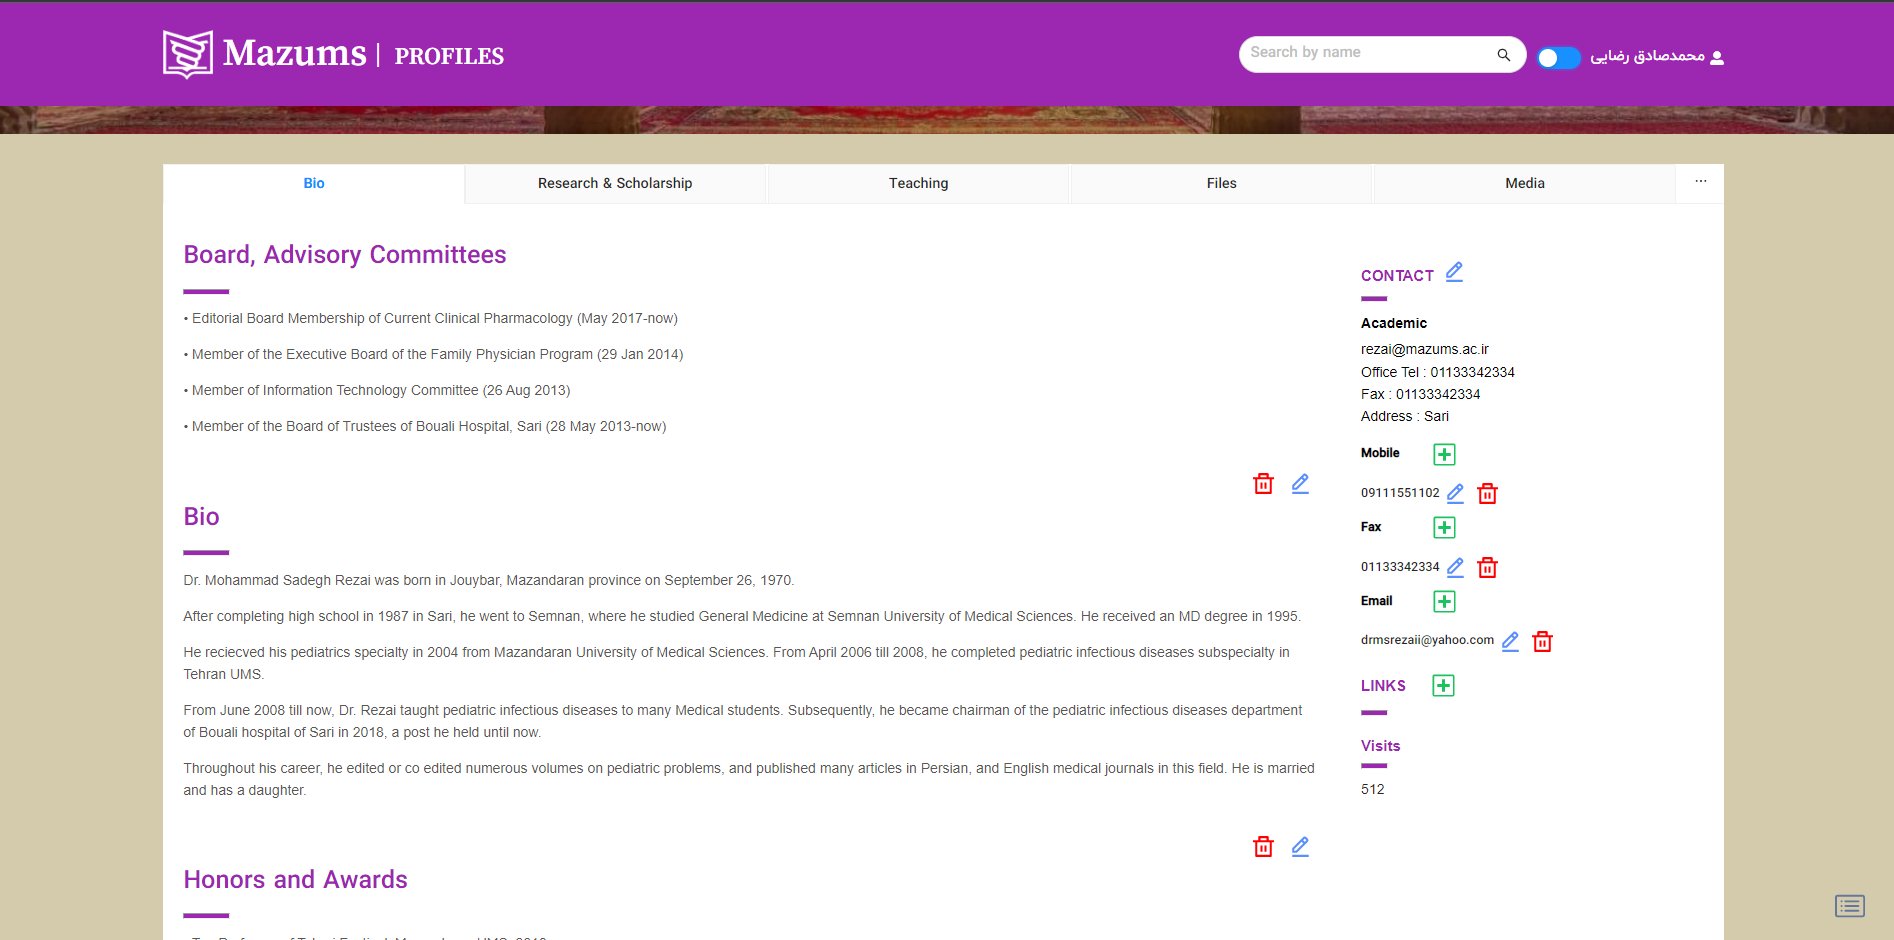 Mazums | PROFILES
Search by name
محمدصادق رضایی
Bio
Research & Scholarship
Teaching
Files
Media
...
Board, Advisory Committees
• Editorial Board Membership of Current Clinical Pharmacology (May 2017-now)
• Member of the Executive Board of the Family Physician Program (29 Jan 2014)
• Member of Information Technology Committee (26 Aug 2013)
• Member of the Board of Trustees of Bouali Hospital, Sari (28 May 2013-now)
Bio
Dr. Mohammad Sadegh Rezai was born in Jouybar, Mazandaran province on September 26, 1970.
After completing high school in 1987 in Sari, he went to Semnan, where he studied General Medicine at Semnan University of Medical Sciences. He received an MD degree in 1995.
He reciecved his pediatrics specialty in 2004 from Mazandaran University of Medical Sciences. From April 2006 till 2008, he completed pediatric infectious diseases subspecialty in
Tehran UMS.
From June 2008 till now, Dr. Rezai taught pediatric infectious diseases to many Medical students. Subsequently, he became chairman of the pediatric infectious diseases department
of Bouali hospital of Sari in 2018, a post he held until now.
Throughout his career, he edited or co edited numerous volumes on pediatric problems, and published many articles in Persian, and English medical journals in this field. He is married
and has a daughter.
Honors and Awards
CONTACT
Academic
rezai@mazums.ac.ir
Office Tel : 01133342334
Fax : 01133342334
Address : Sari
Mobile
09111551102
Fax
01133342334
Email
drmsrezaii@yahoo.com
LINKS
Visits
512